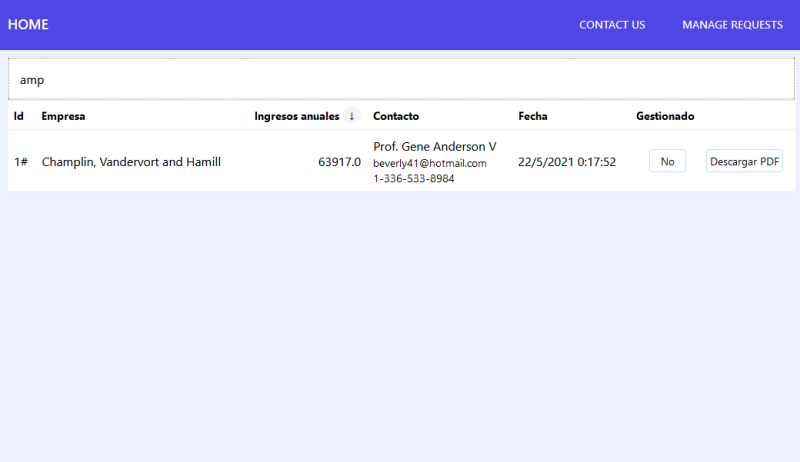 HOME CONTACT US MANAGE REQUESTS
amp
Id Empresa Ingresos anuales ↓ Contacto Fecha Gestionado
1# Champlin, Vandervort and Hamill 63917.0 Prof. Gene Anderson V 22/5/2021 0:17:52 No Descargar PDF
beverly41@hotmail.com
1-336-533-8984